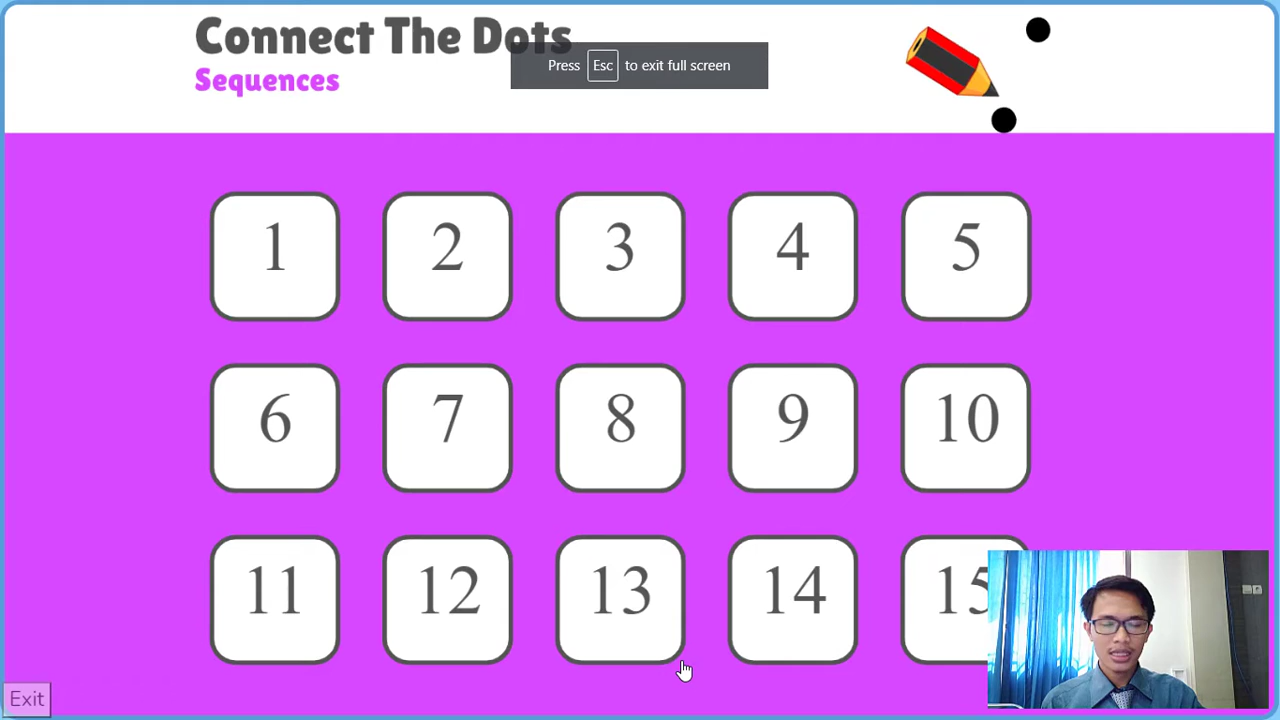 Connect The Dots
Sequences
Press Esc to exit full screen
1 2 3 4 5
6 7 8 9 10
11 12 13 14 15
Exit